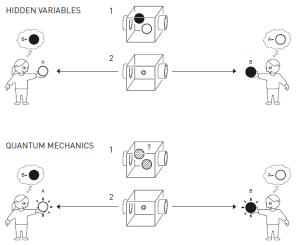 HIDDEN VARIABLES
1
B=
A
2
B
A=
QUANTUM MECHANICS
1
?
B=
A
2
B
A=